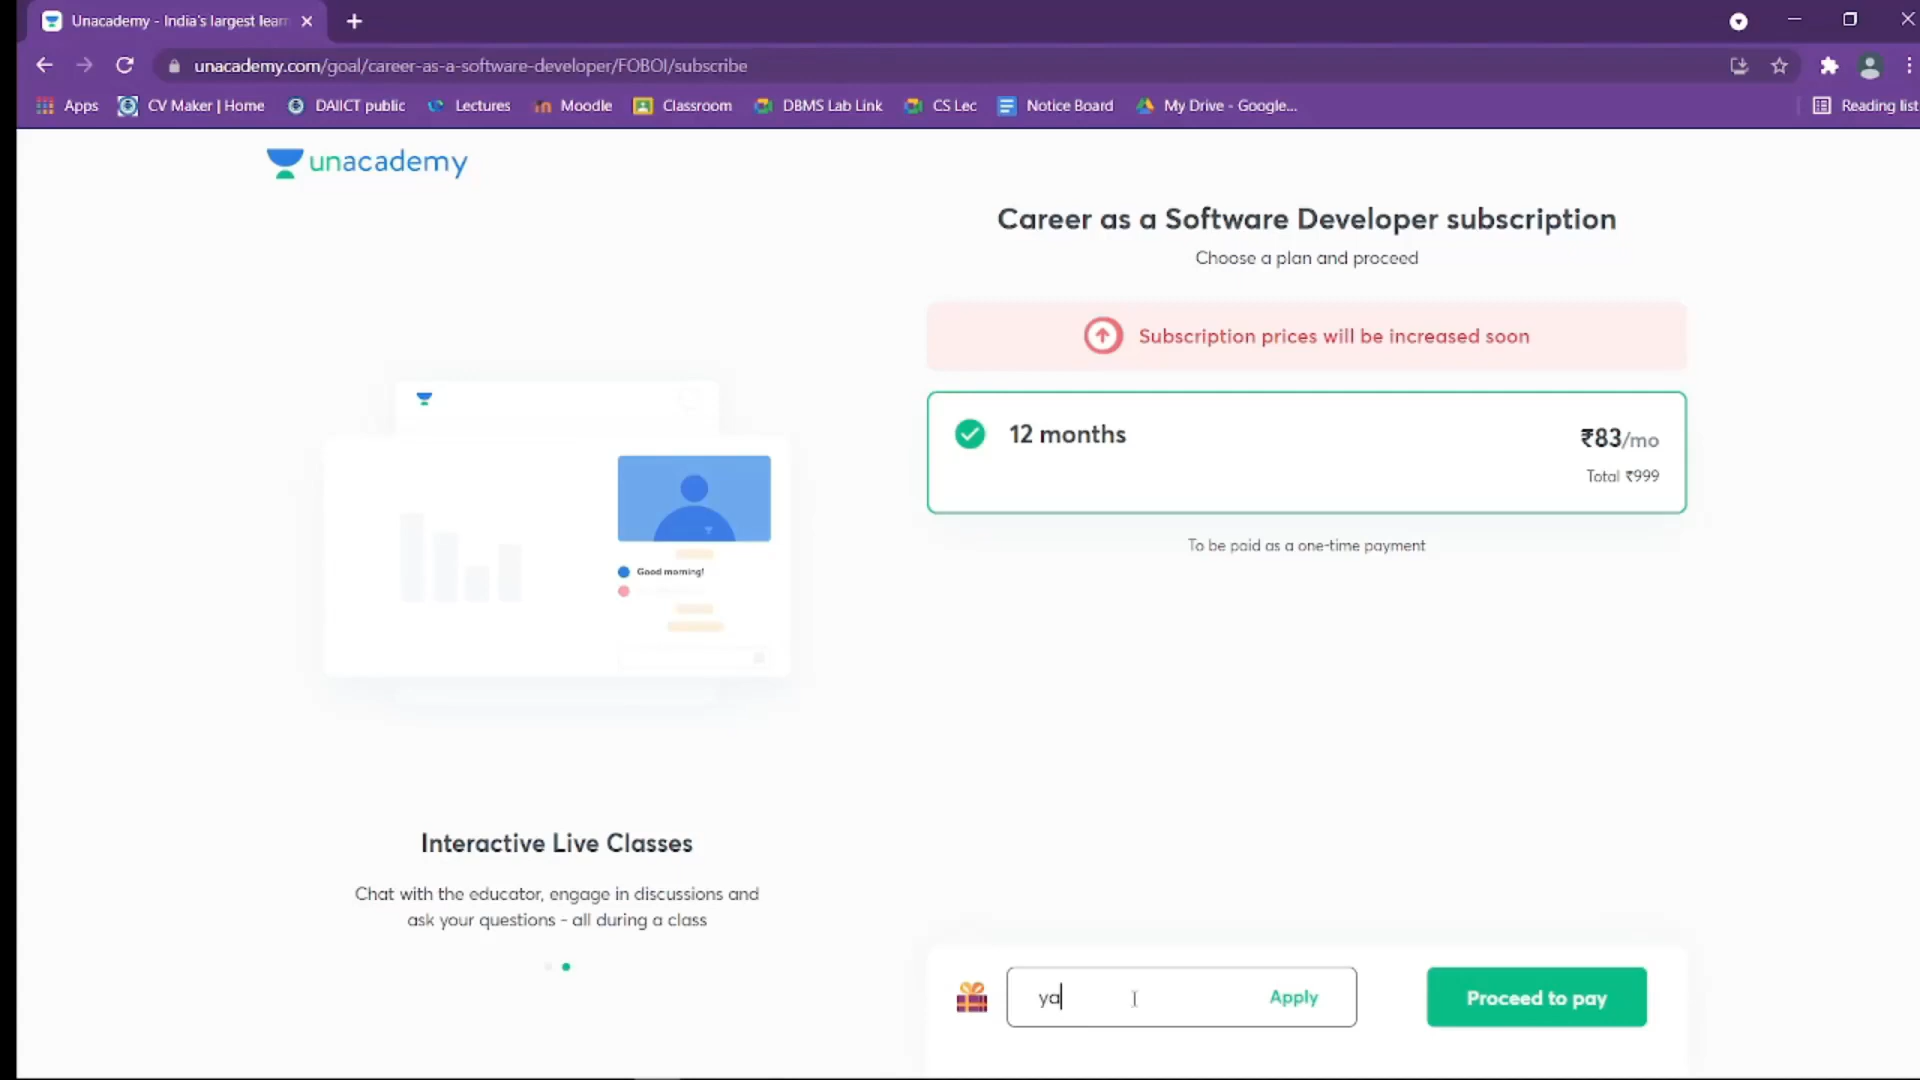 Unacademy - India's largest lear
unacademy.com/goal/career-as-a-software-developer/FOBOI/subscribe
Apps CV Maker | Home DAIICT public Lectures Moodle Classroom DBMS Lab Link CS Lec Notice Board My Drive - Google... Reading list
unacademy
Career as a Software Developer subscription
Choose a plan and proceed
Subscription prices will be increased soon
12 months ₹83/mo
Total ₹999
To be paid as a one-time payment
Good morning!
Interactive Live Classes
Chat with the educator, engage in discussions and
ask your questions - all during a class
ya Apply Proceed to pay